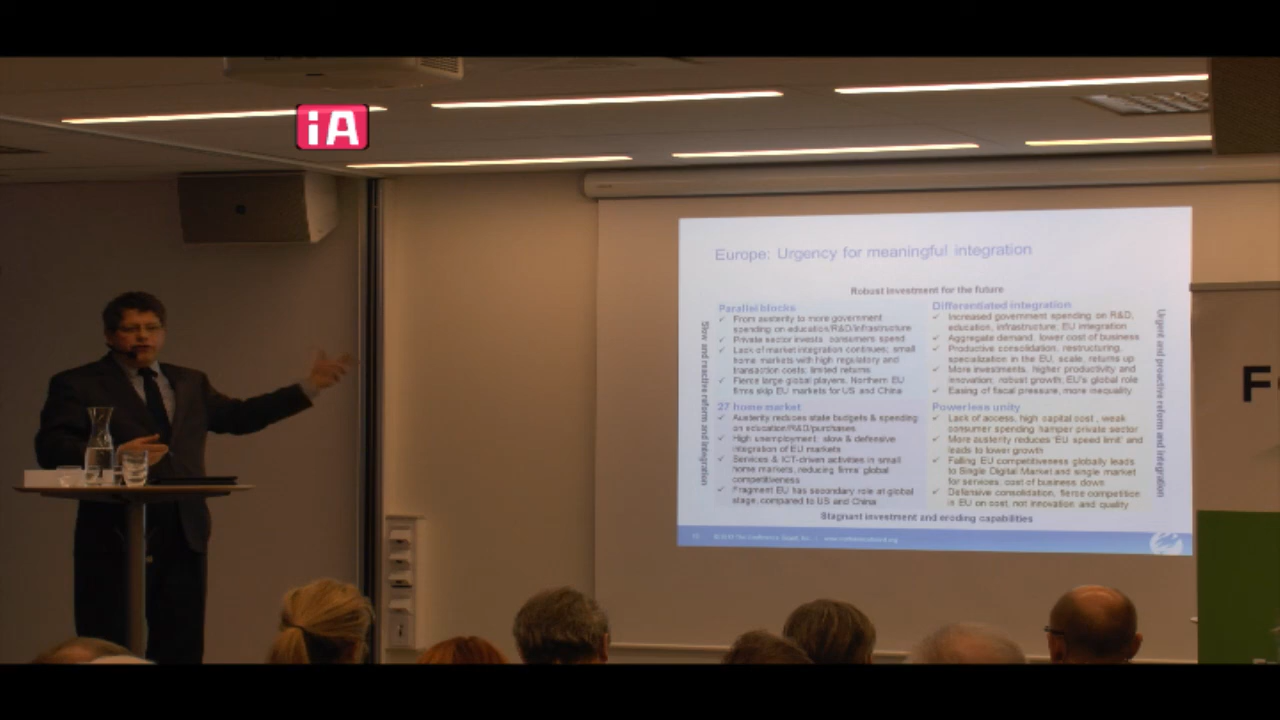 iA
Europe: Urgency for meaningful integration
Robust investment for the future
Parallel blocks
✓ From austerity to more government
spending on education/R&D/Infrastructure
✓ Private sector invests, consumers spend
✓ Lack of market integration continues; small
home markets with high regulatory and
transaction costs; limited returns
✓ Fierce large global players, Northern EU
firms skip EU markets for US and China
Differentiated integration
✓ Increased government spending on R&D,
education, infrastructure; EU integration
✓ Aggregate demand, lower cost of business
✓ Productive consolidation, restructuring,
specialization in the EU, scale, returns up
✓ More investments, higher productivity and
innovation; robust growth, EU's global role
✓ Easing of fiscal pressure, more inequality
Slow and reactive reform and integration
Urgent and proactive reform and integration
27 home market
✓ Austerity reduces state budgets & spending
on education/R&D/purchases
✓ High unemployment; slow & defensive
integration of EU markets
✓ Services & ICT-driven activities in small
home markets, reducing firms global
competitiveness
✓ Fragment EU has secondary role at global
stage, compared to US and China
Powerless unity
✓ Lack of access, high capital cost, weak
consumer spending hamper private sector
✓ More austerity reduces 'EU speed limit' and
leads to lower growth
✓ Falling EU competitiveness globally leads
to Single Digital Market and single market
for services; cost of business down
✓ Defensive consolidation, fierce competition
in EU on cost, not innovation and quality
Stagnant investment and eroding capabilities
The Conference Board, Inc. |
F